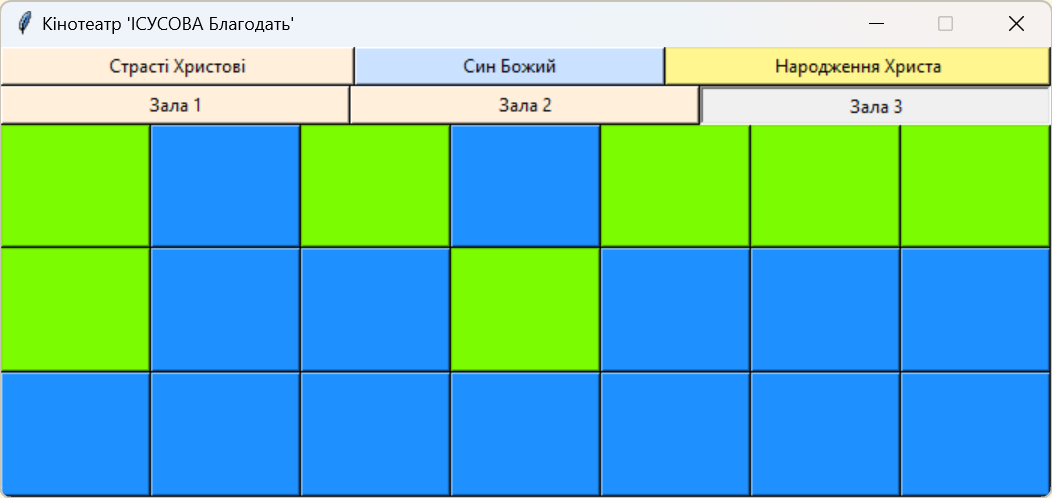 Кінотеатр 'ІСУСОВА Благодать'
Страсті Христові Син Божий Народження Христа
Зала 1 Зала 2 Зала 3